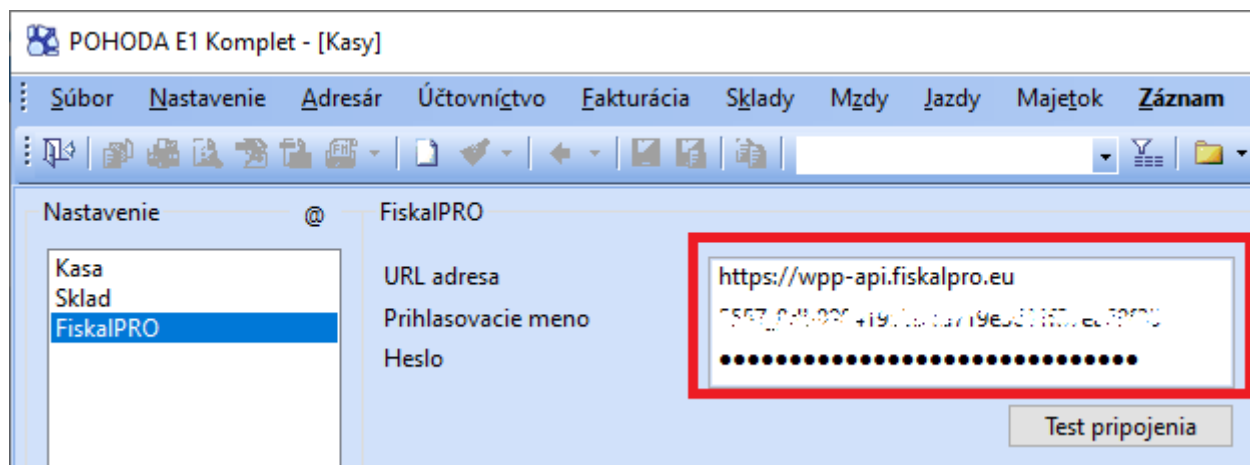 POHODA E1 Komplet - [Kasy]
Súbor Nastavenie Adresár Účtovníctvo Fakturácia Sklady Mzdy Jazdy Majetok Záznam
Nastavenie @ FiskalPRO
Kasa
Sklad
FiskalPRO
URL adresa https://wpp-api.fiskalpro.eu
Prihlasovacie meno
Heslo ●●●●●●●●●●●●●●●●●●●●●●●●●●●●●●●●
Test pripojenia